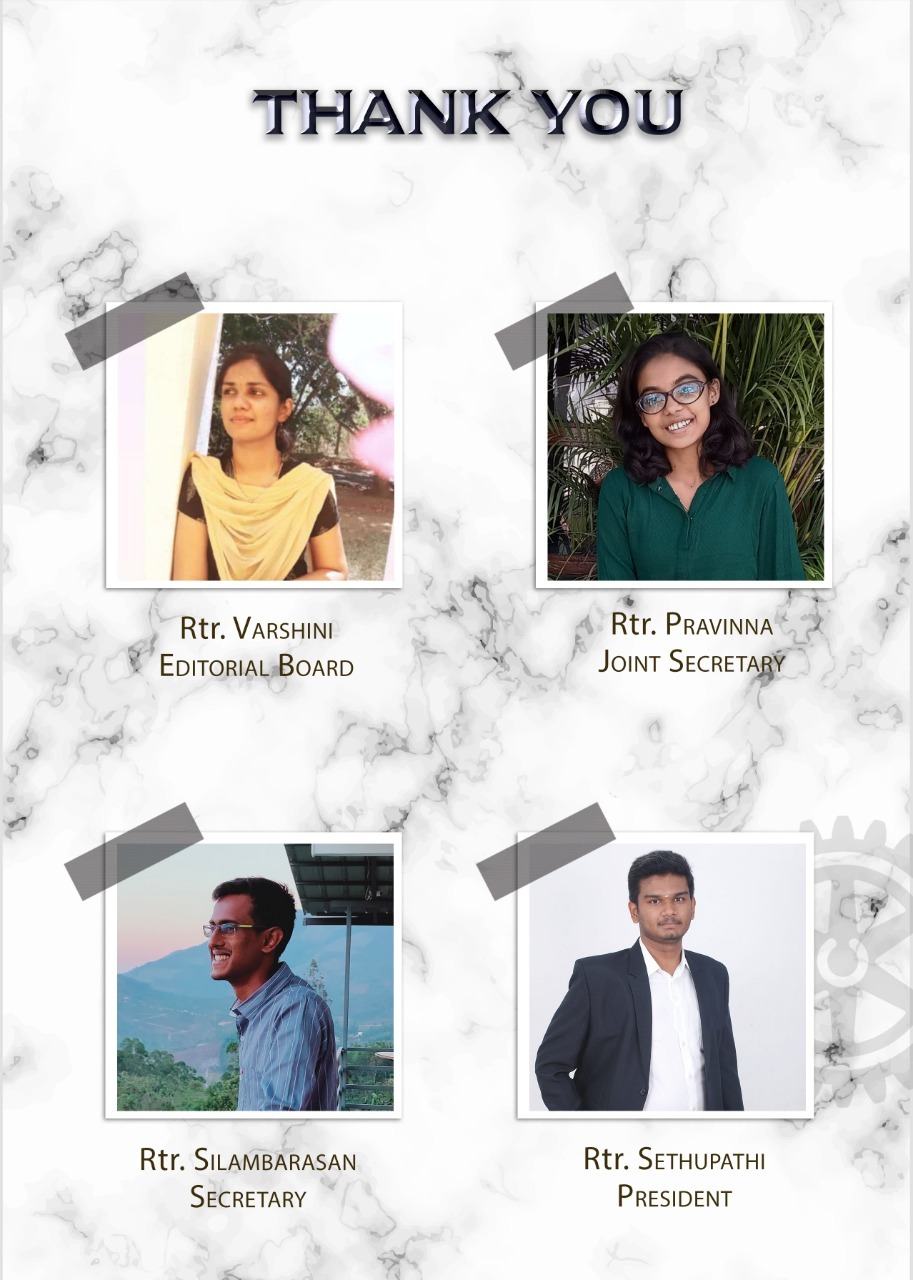 THANK YOU
Rtr. Varshini
Editorial Board
Rtr. Pravinna
Joint Secretary
Rtr. Silambarasan
Secretary
Rtr. Sethupathi
President